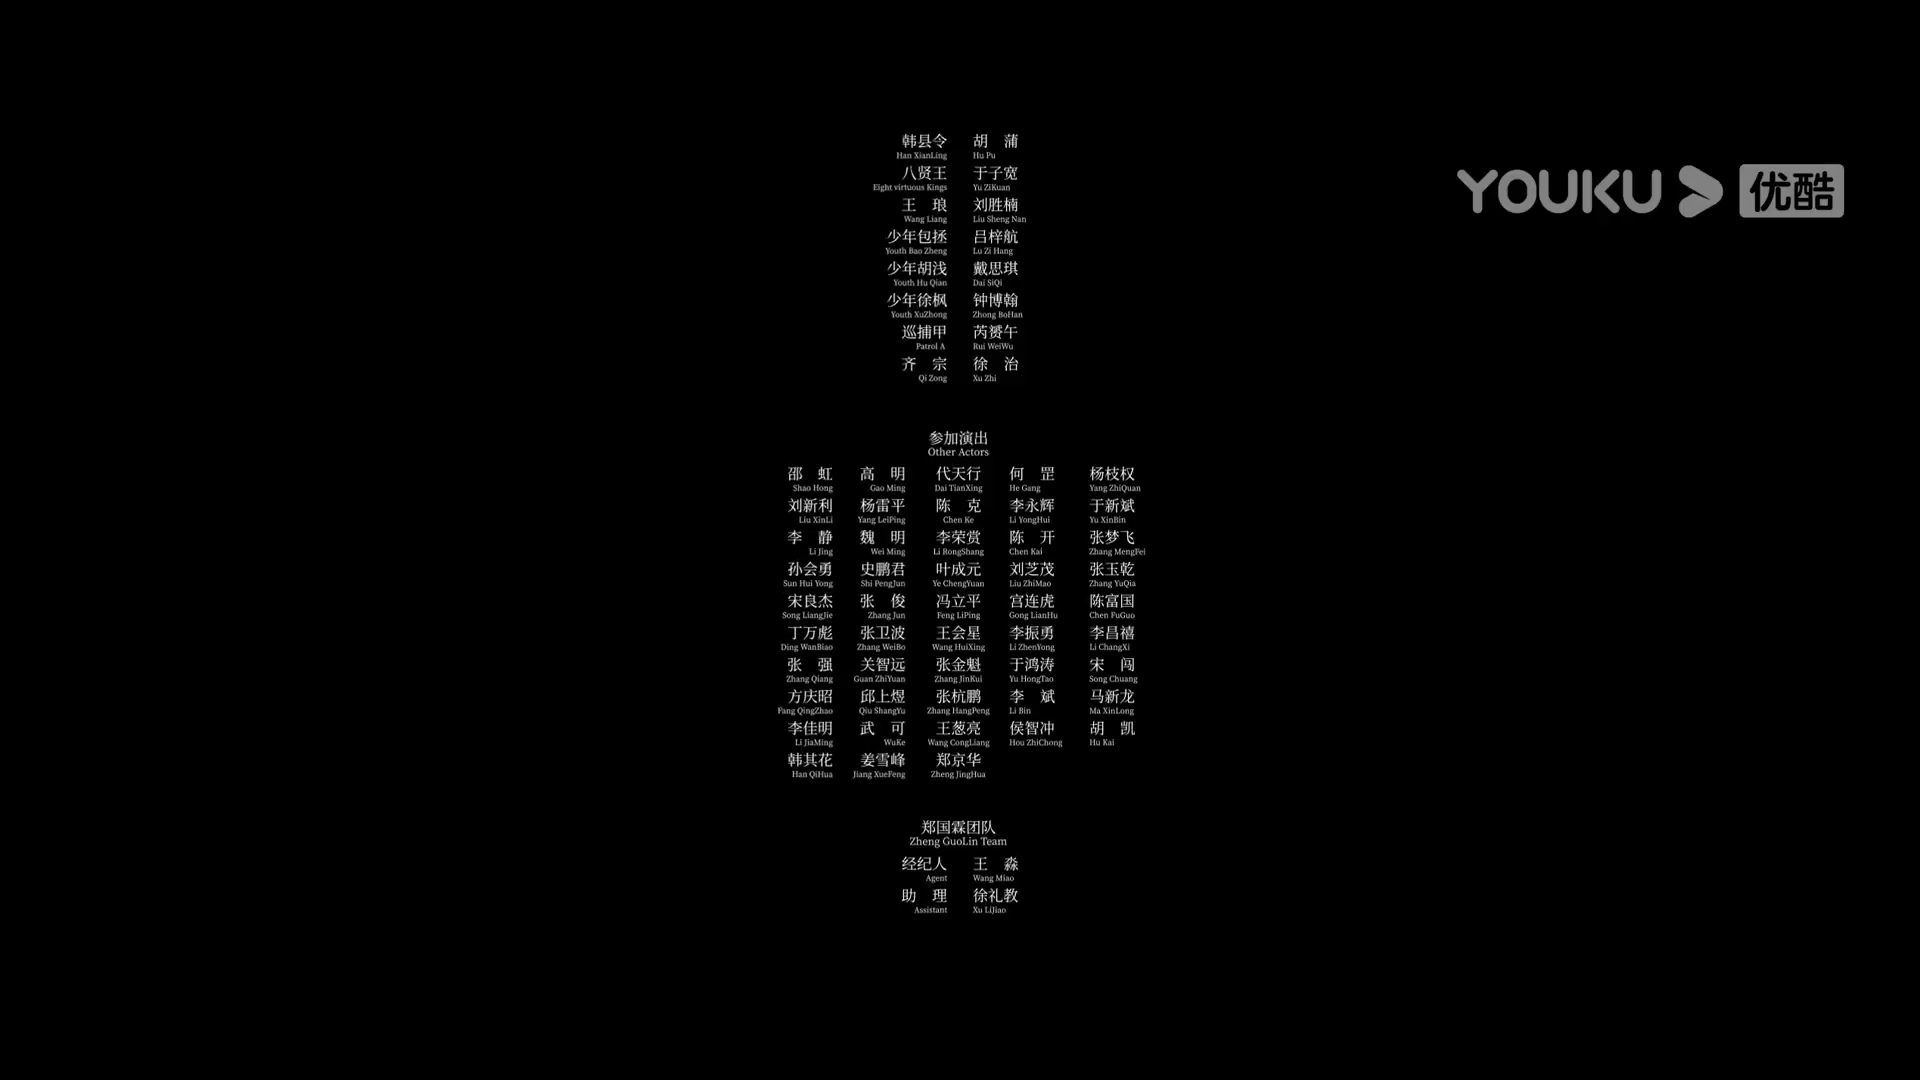 韩县令 胡 蒲
Han XianLing Hu Pu
八贤王 于子宽
Eight virtuous Kings Yu ZiKuan
王 琅 刘胜楠
Wang Liang Liu Sheng Nan
少年包拯 吕梓航
Youth Bao Zheng Lu Zi Hang
少年胡浅 戴思琪
Youth Hu Qian Dai SiQi
少年徐枫 钟博翰
Youth XuZhong Zhong BoHan
巡捕甲 芮赟午
Patrol A Rui WeiWu
齐 宗 徐 治
Qi Zong Xu Zhi
YOUKU 优酷
参加演出
Other Actors
邵 虹 高 明 代天行 何 罡 杨枝权
Shao Hong Gao Ming Dai TianXing He Gang Yang ZhiQuan
刘新利 杨雷平 陈 克 李永辉 于新斌
Liu XinLi Yang LeiPing Chen Ke Li YongHui Yu XinBin
李 静 魏 明 李荣赏 陈 开 张梦飞
Li Jing Wei Ming Li RongShang Chen Kai Zhang MengFei
孙会勇 史鹏君 叶成元 刘芝茂 张玉乾
Sun Hui Yong Shi PengJun Ye ChengYuan Liu ZhiMao Zhang YuQia
宋良杰 张 俊 冯立平 宫连虎 陈富国
Song LiangJie Zhang Jun Feng LiPing Gong LianHu Chen FuGuo
丁万彪 张卫波 王会星 李振勇 李昌禧
Ding WanBiao Zhang WeiBo Wang HuiXing Li ZhenYong Li ChangXi
张 强 关智远 张金魁 于鸿涛 宋 闯
Zhang Qiang Guan ZhiYuan Zhang JinKui Yu HongTao Song Chuang
方庆昭 邱上煜 张杭鹏 李 斌 马新龙
Fang QingZhao Qiu ShangYu Zhang HangPeng Li Bin Ma XinLong
李佳明 武 可 王葱亮 侯智冲 胡 凯
Li JiaMing WuKe Wang CongLiang Hou ZhiChong Hu Kai
韩其花 姜雪峰 郑京华
Han QiHua Jiang XueFeng Zheng JingHua
郑国霖团队
Zheng GuoLin Team
经纪人 王 淼
Agent Wang Miao
助 理 徐礼教
Assistant Xu LiJiao